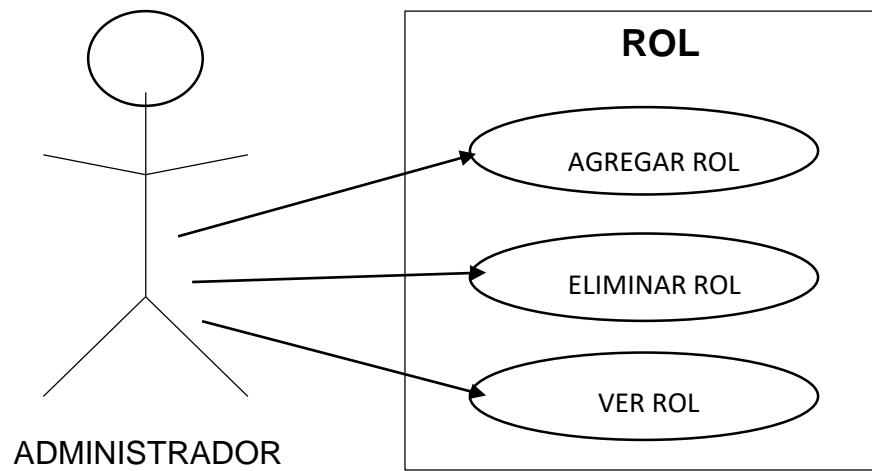 ROL
AGREGAR ROL
ELIMINAR ROL
VER ROL
ADMINISTRADOR